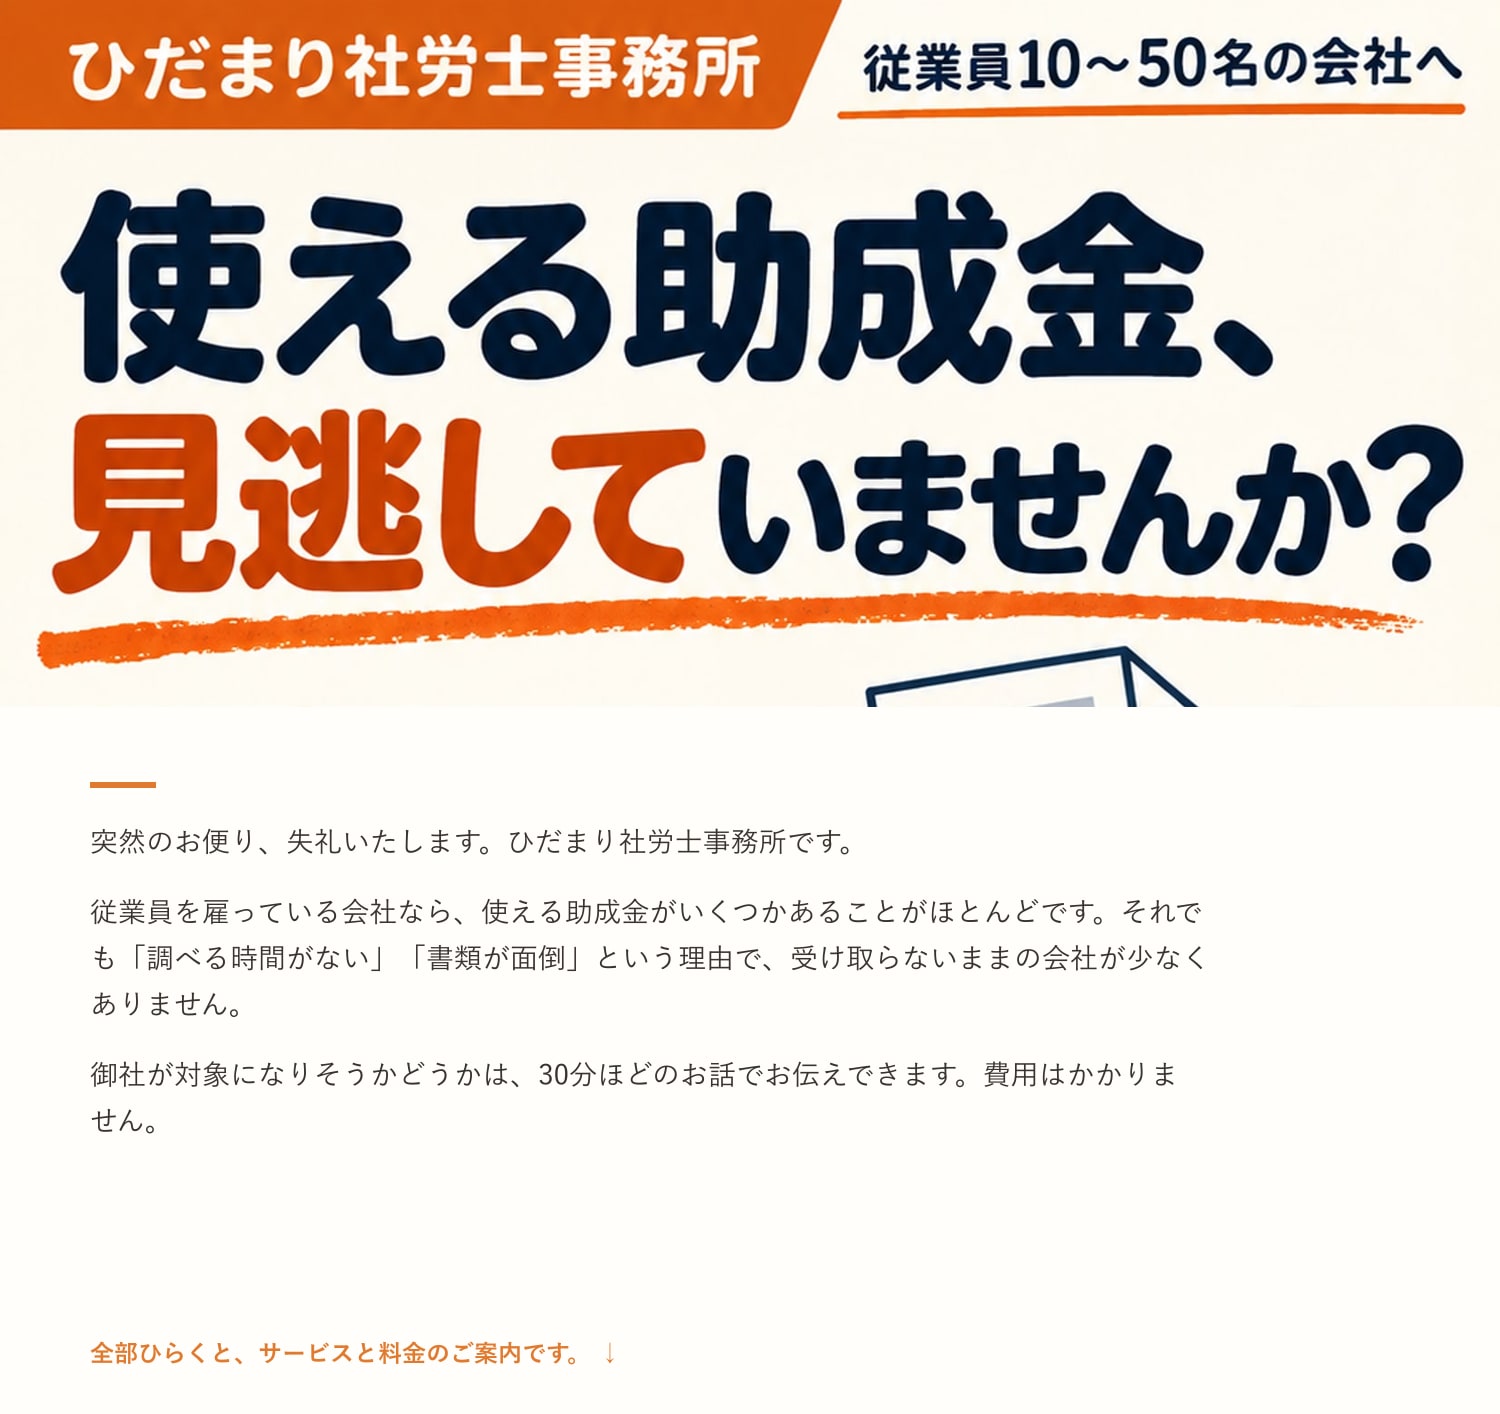 ひだまり社労士事務所
従業員10〜50名の会社へ
使える助成金、
見逃していませんか?
突然のお便り、失礼いたします。ひだまり社労士事務所です。
従業員を雇っている会社なら、使える助成金がいくつかあることがほとんどです。それで
も「調べる時間がない」「書類が面倒」という理由で、受け取らないままの会社が少なく
ありません。
御社が対象になりそうかどうかは、30分ほどのお話でお伝えできます。費用はかかりま
せん。
全部ひらくと、サービスと料金のご案内です。 ↓